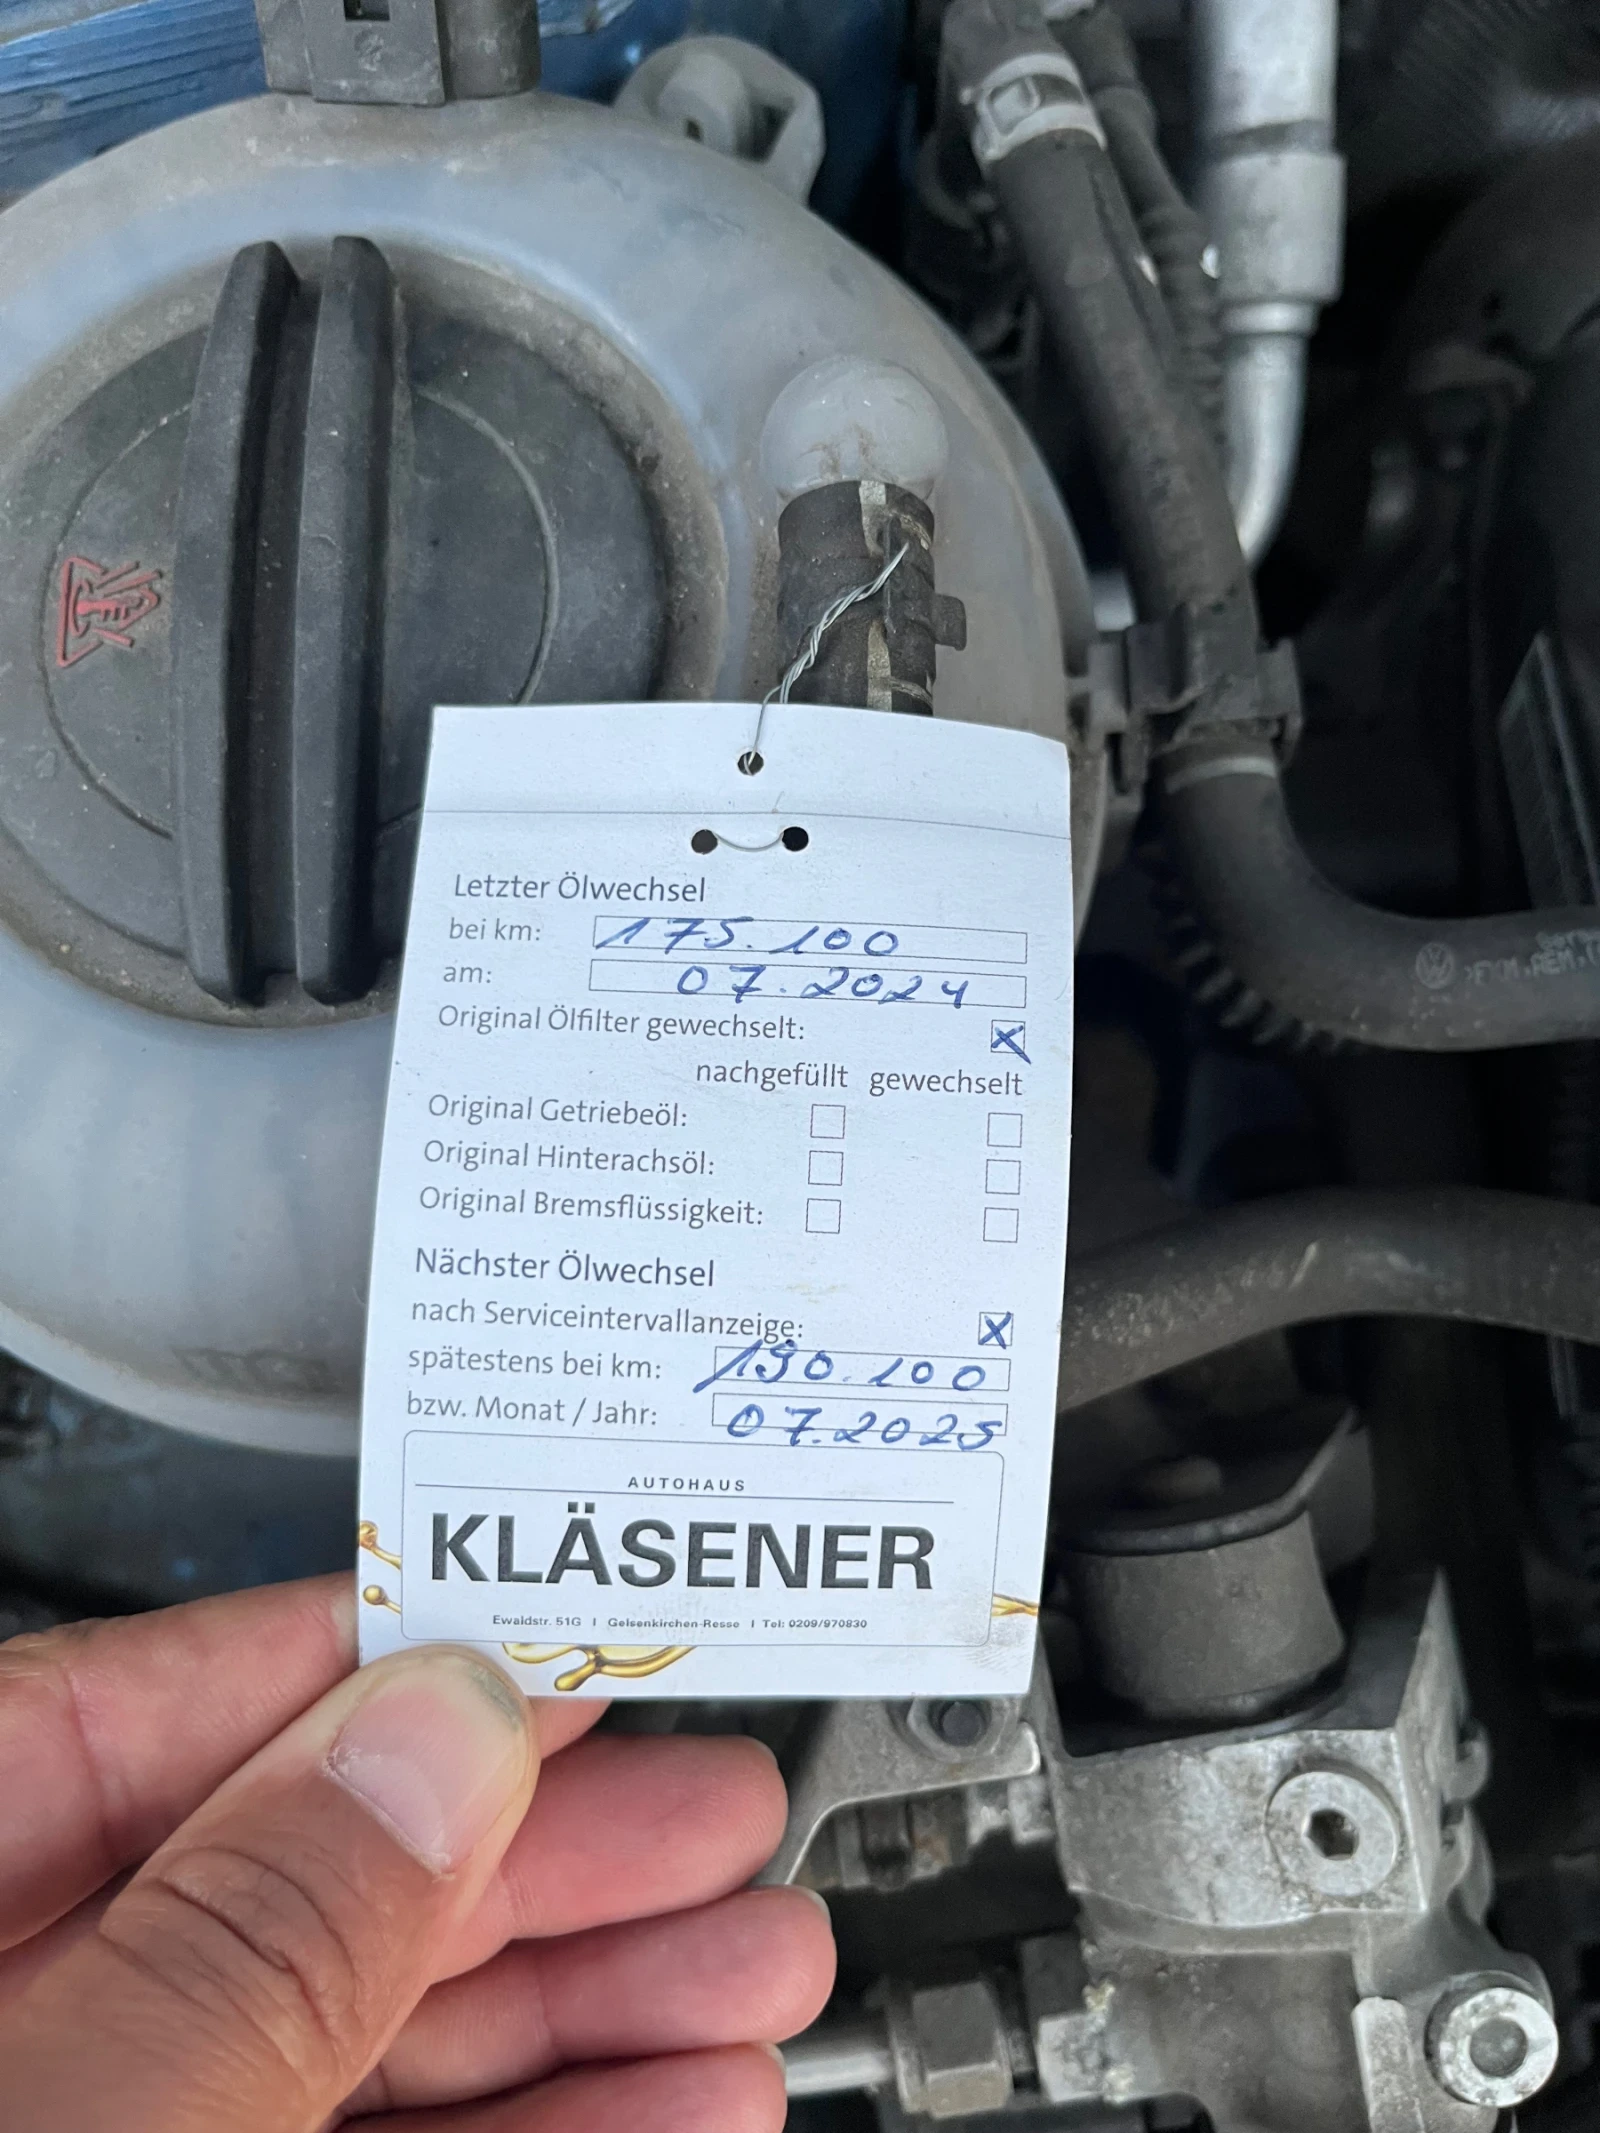 Letzter Ölwechsel
bei km: 175.100
am: 07.2024
Original Ölfilter gewechselt: X
nachgefüllt gewechselt
Original Getriebeöl:
Original Hinterachsöl:
Original Bremsflüssigkeit:
Nächster Ölwechsel
nach Serviceintervallanzeige: X
spätestens bei km: 190.100
bzw. Monat / Jahr: 07.2025
AUTOHAUS
KLÄSENER
Ewaldstr. 51G I Gelsenkirchen-Resse I Tel: 0209/970830